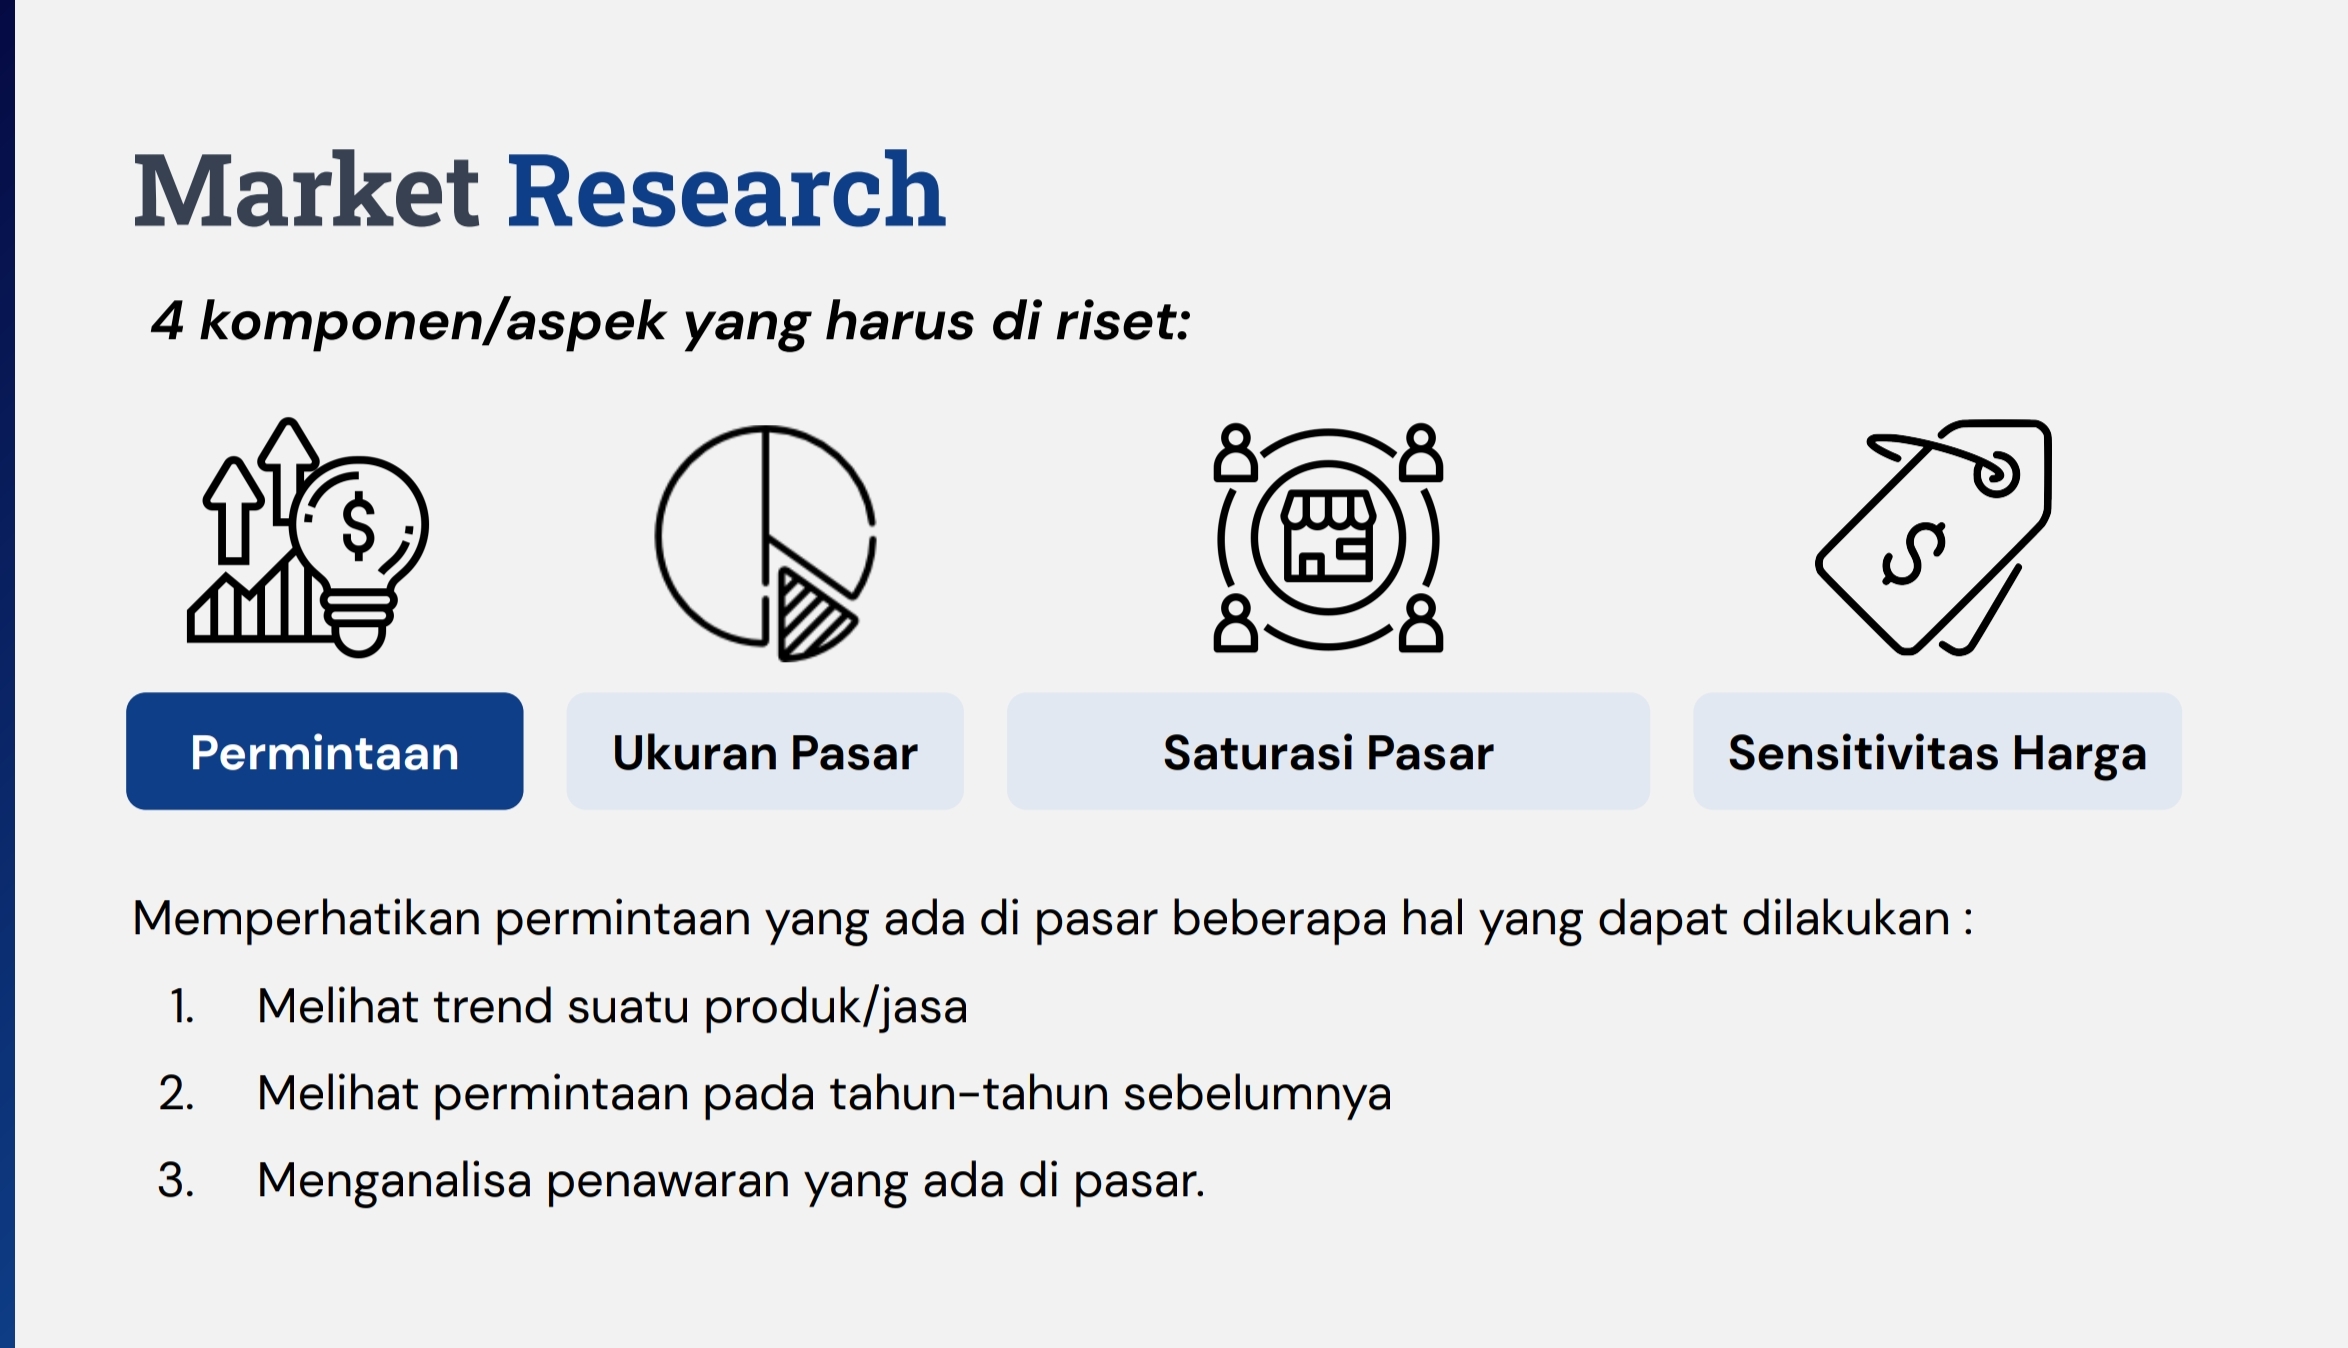 Market Research
4 komponen/aspek yang harus di riset:
$
S
Permintaan
Ukuran Pasar
Saturasi Pasar
Sensitivitas Harga
Memperhatikan permintaan yang ada di pasar beberapa hal yang dapat dilakukan :
1. Melihat trend suatu produk/jasa
2. Melihat permintaan pada tahun-tahun sebelumnya
3. Menganalisa penawaran yang ada di pasar.